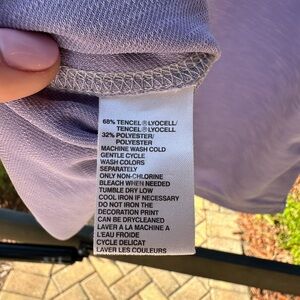 68% TENCEL®LYOCELL/
TENCEL®LYOCELL
32% POLYESTER/
POLYESTER
MACHINE WASH COLD
GENTLE CYCLE
WASH COLORS
SEPARATELY
ONLY NON-CHLORINE
BLEACH WHEN NEEDED
TUMBLE DRY LOW
COOL IRON IF NECESSARY
DO NOT IRON THE
DECORATION PRINT
CAN BE DRYCLEANED
LAVER A LA MACHINE A
L'EAU FROIDE
CYCLE DELICAT
LAVER LES COULEURS